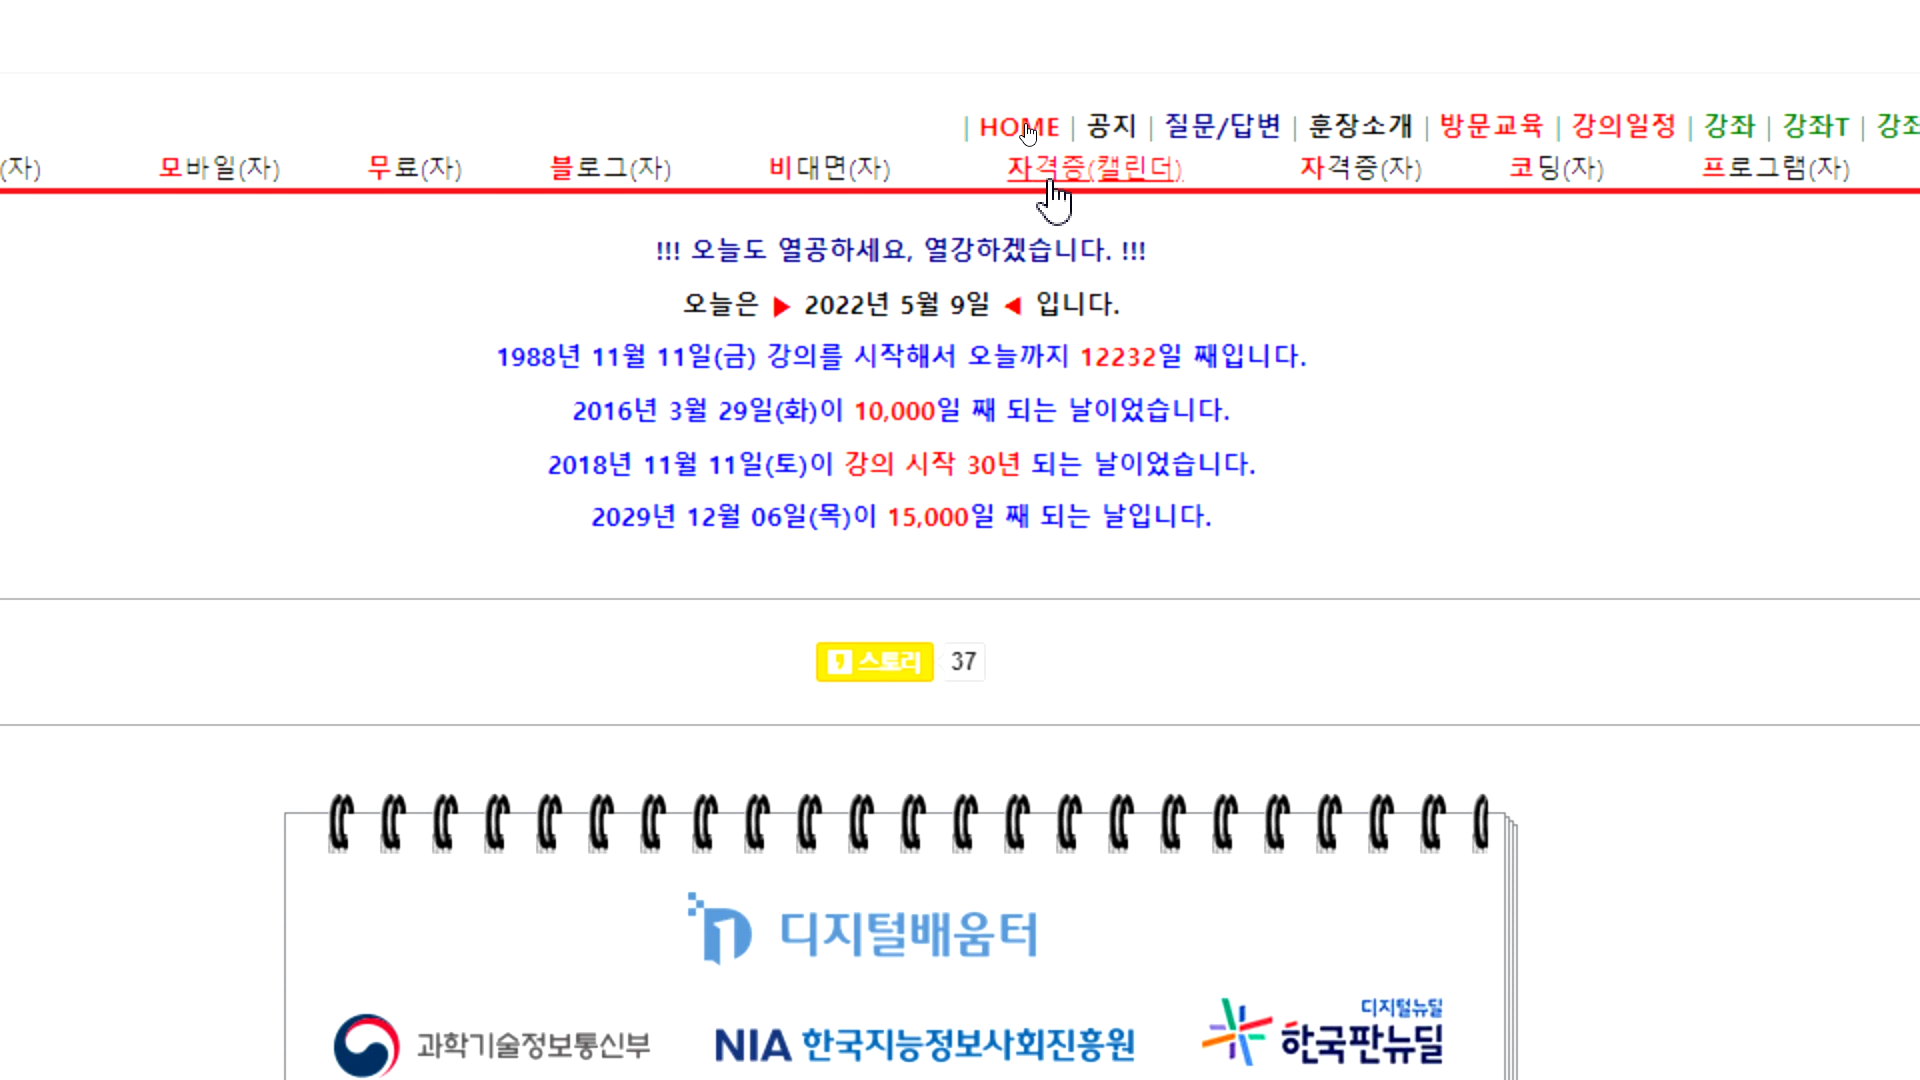 | HOME | 공지 | 질문/답변 | 훈장소개 | 방문교육 | 강의일정 | 강좌 | 강좌T | 강좌
(자) 모바일(자) 무료(자) 블로그(자) 비대면(자) 자격증(캘린더) 자격증(자) 코딩(자) 프로그램(자)
!!! 오늘도 열공하세요, 열강하겠습니다. !!!
오늘은 ▶ 2022년 5월 9일 ◀ 입니다.
1988년 11월 11일(금) 강의를 시작해서 오늘까지 12232일 째입니다.
2016년 3월 29일(화)이 10,000일 째 되는 날이었습니다.
2018년 11월 11일(토)이 강의 시작 30년 되는 날이었습니다.
2029년 12월 06일(목)이 15,000일 째 되는 날입니다.
스토리 37
디지털배움터
과학기술정보통신부 NIA 한국지능정보사회진흥원 디지털뉴딜
한국판뉴딜